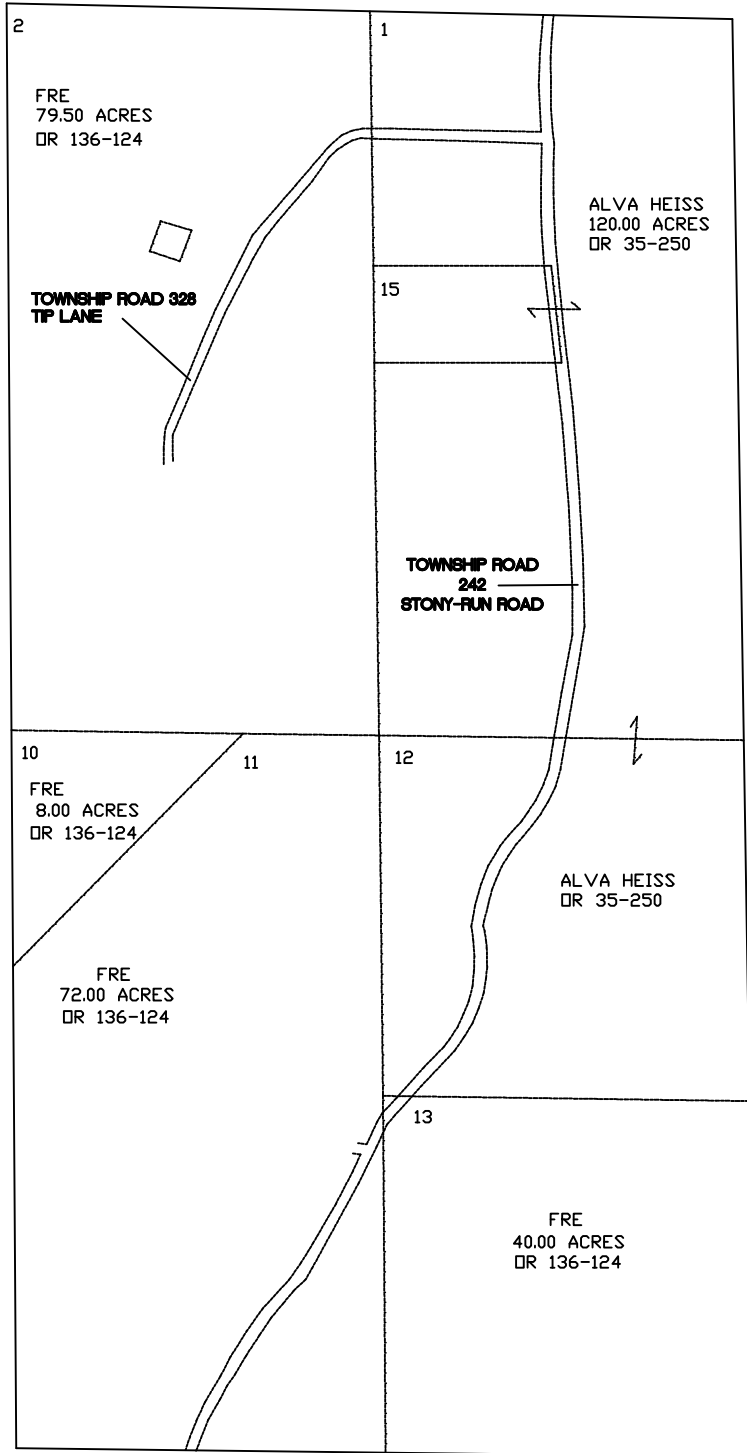 2
1
FRE
79.50 ACRES
OR 136-124
ALVA HEISS
120.00 ACRES
OR 35-250
15
TOWNSHIP ROAD 328
TIP LANE
TOWNSHIP ROAD
242
STONY-RUN ROAD
10
11
12
FRE
8.00 ACRES
OR 136-124
ALVA HEISS
OR 35-250
FRE
72.00 ACRES
OR 136-124
13
FRE
40.00 ACRES
OR 136-124